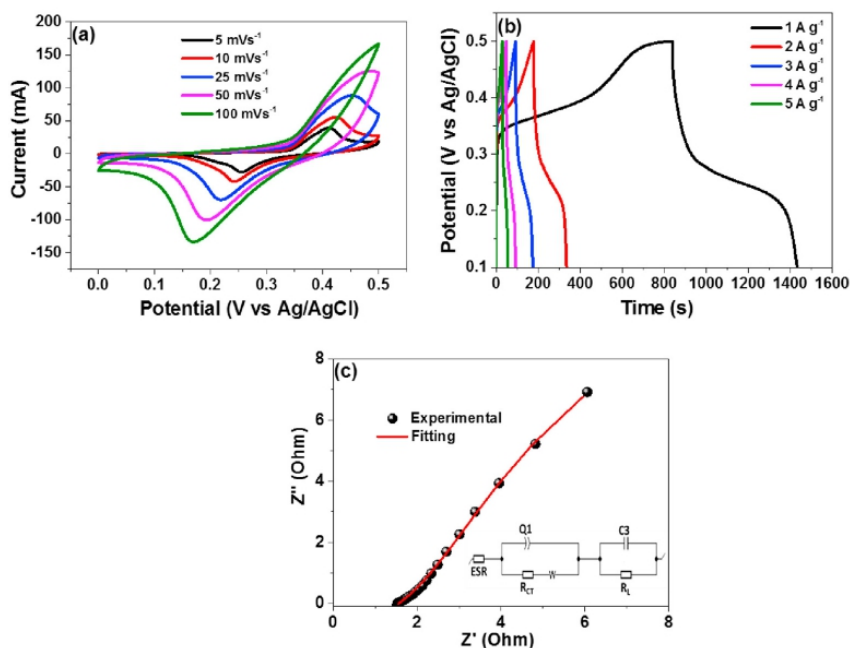 (a)
5 mVs⁻¹
10 mVs⁻¹
25 mVs⁻¹
50 mVs⁻¹
100 mVs⁻¹
Current (mA)
200
150
100
50
0
-50
-100
-150
0.0 0.1 0.2 0.3 0.4 0.5
Potential (V vs Ag/AgCl)
(b)
1 A g⁻¹
2 A g⁻¹
3 A g⁻¹
4 A g⁻¹
5 A g⁻¹
Potential (V vs Ag/AgCl)
0.5
0.4
0.3
0.2
0.1
0 200 400 600 800 1000 1200 1400 1600
Time (s)
(c)
Experimental
Fitting
Z'' (Ohm)
8
6
4
2
0
0 2 4 6 8
Z' (Ohm)
Q1
C3
ESR
R_CT
W
R_L